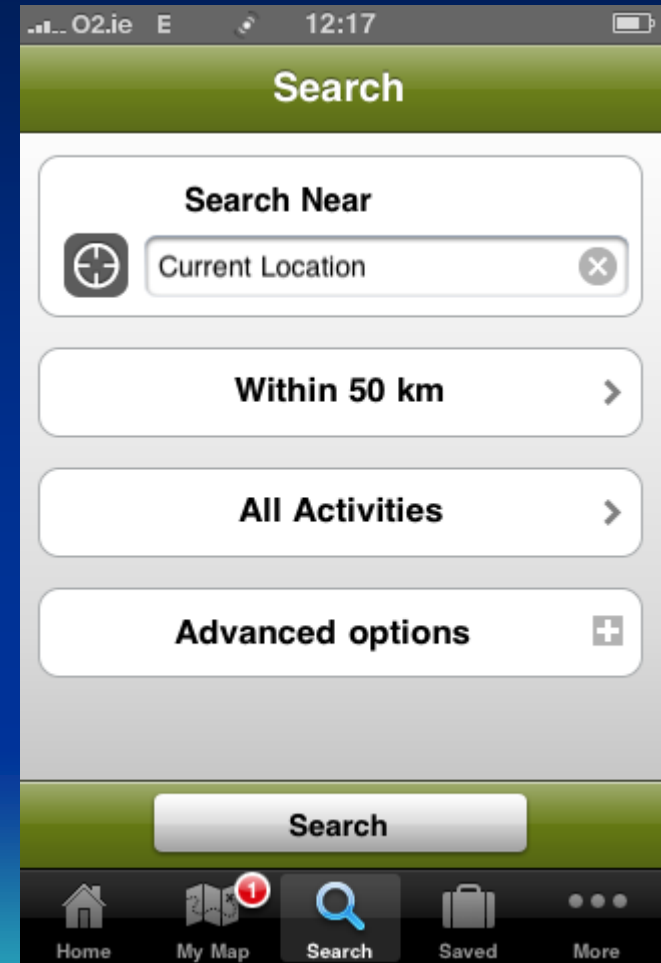 O2.ie E 12:17
Search
Search Near
Current Location
Within 50 km
All Activities
Advanced options
Search
1
Home My Map Search Saved More